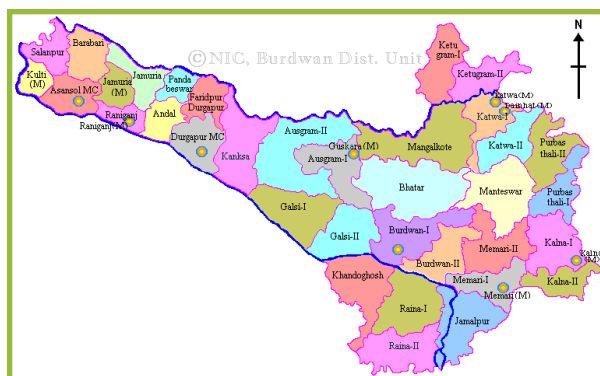 ©NIC, Burdwan Dist. Unit
N
Salanpur
Baraban
Kulti
(M)
Asansol MC
Jamuria
(M)
Jamuria
Panda
beswar
Raniganj
Raniganj(M)
Andal
Faridpur
Durgapur
Durgapur MC
Kanksa
Ausgram-II
Ausgram-I
Guskara (M)
Mangalkote
Ketu
gram-I
Ketugram-II
Katwa(M)
Dainhat(M)
Katwa-I
Katwa-II
Purbas
thali-II
Purbas
thali-I
Bhatar
Manteswar
Galsi-I
Galsi-II
Burdwan-I
Burdwan-II
Memari-II
Kalna-I
Kalna
(M)
Kalna-II
Memari-I
Memari(M)
Khandoghosh
Raina-I
Raina-II
Jamalpur